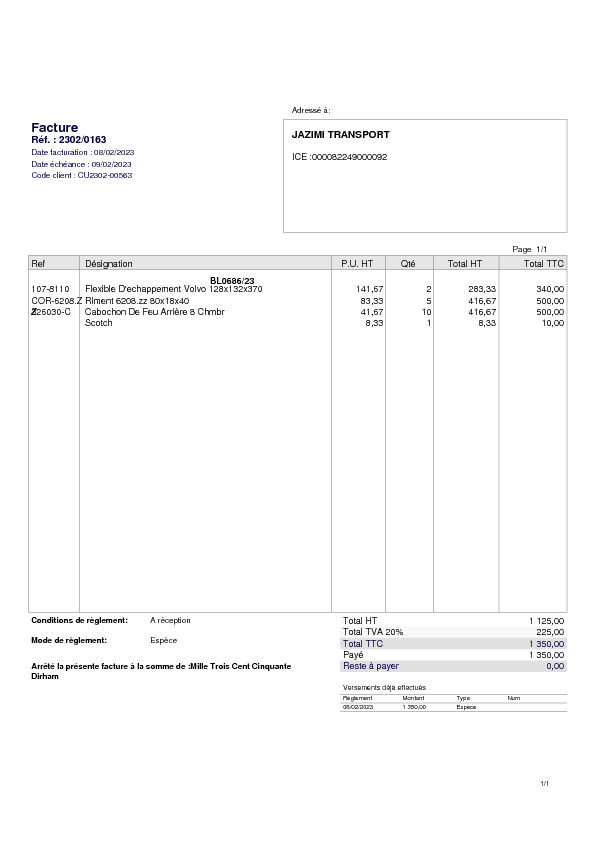 Adressé à:
Facture
Réf. : 2302/0163
Date facturation : 08/02/2023
Date échéance : 09/02/2023
Code client : CU2302-00563
JAZIMI TRANSPORT
ICE :000082249000092
Page 1/1
Ref Désignation P.U. HT Qté Total HT Total TTC
BL0686/23
107-8110 Flexible D'echappement Volvo 128x132x370 141,67 2 283,33 340,00
COR-6208.Z Rlment 6208.zz 80x18x40 83,33 5 416,67 500,00
Z26030-C Cabochon De Feu Arrière 8 Chmbr 41,67 10 416,67 500,00
Scotch 8,33 1 8,33 10,00
Conditions de règlement: A réception
Mode de règlement: Espèce
Arrêté la présente facture à la somme de :Mille Trois Cent Cinquante
Dirham
Total HT 1 125,00
Total TVA 20% 225,00
Total TTC 1 350,00
Payé 1 350,00
Reste à payer 0,00
Versements déjà effectués
Règlement Montant Type Num
08/02/2023 1 350,00 Espèce
1/1